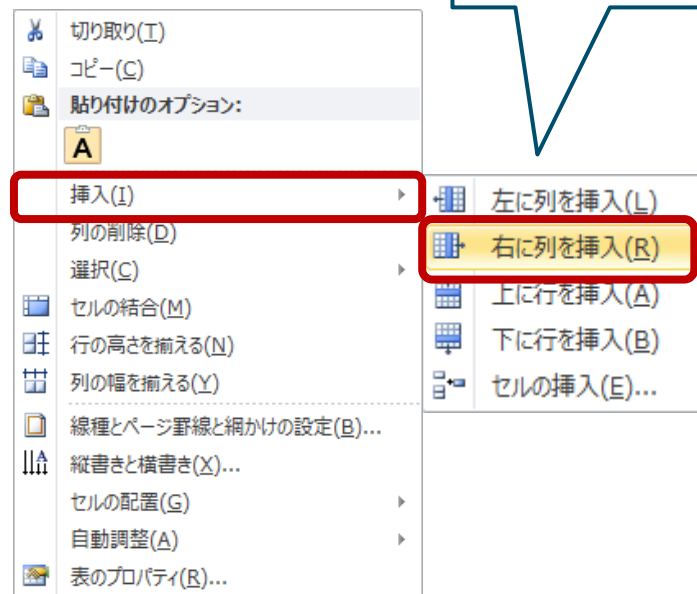 切り取り(T)
コピー(C)
貼り付けのオプション:
A
挿入(I)
列の削除(D)
選択(C)
セルの結合(M)
行の高さを揃える(N)
列の幅を揃える(Y)
線種とページ罫線と網かけの設定(B)...
縦書きと横書き(X)...
セルの配置(G)
自動調整(A)
表のプロパティ(R)...
左に列を挿入(L)
右に列を挿入(R)
上に行を挿入(A)
下に行を挿入(B)
セルの挿入(E)...